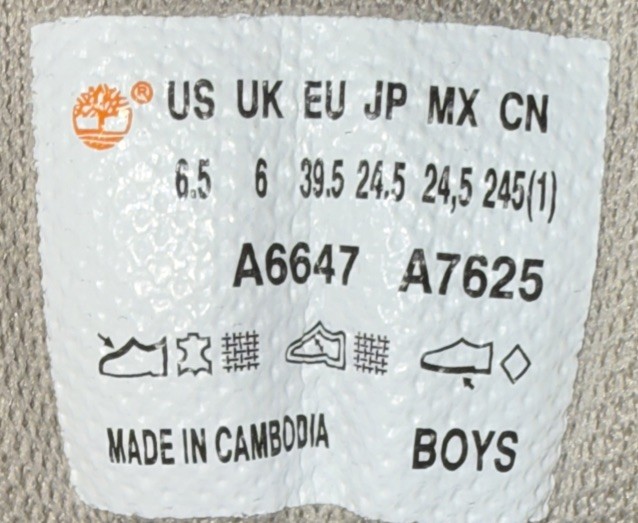 ® US UK EU JP MX CN
6.5 6 39.5 24.5 24,5 245(1)
A6647 A7625
MADE IN CAMBODIA BOYS